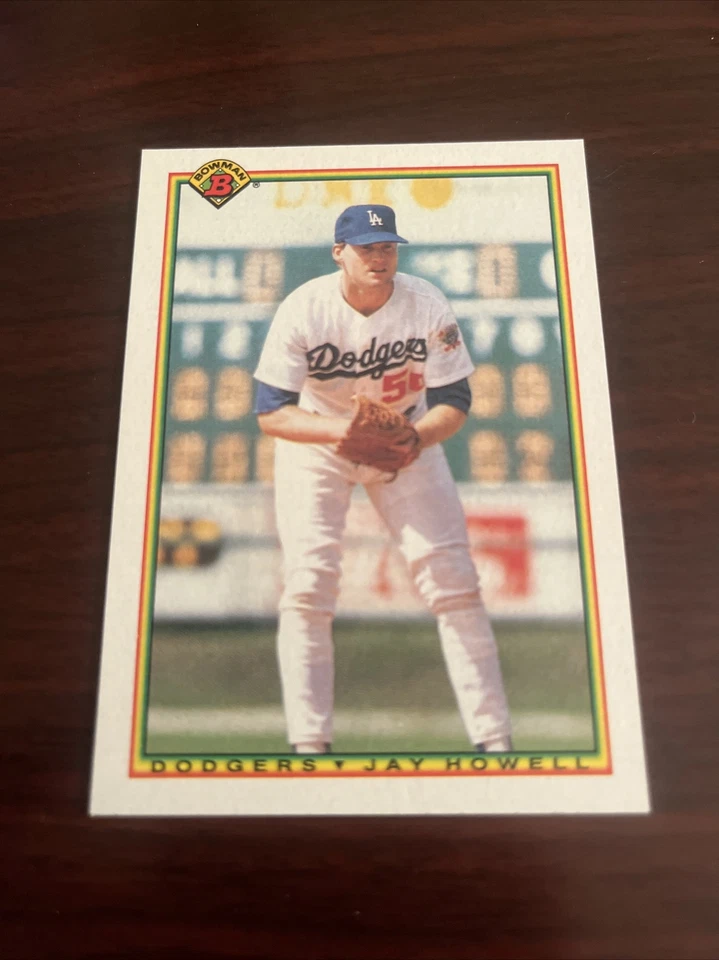 BOWMAN
B
®
LA
Dodgers
DODGERS ▼ JAY HOWELL